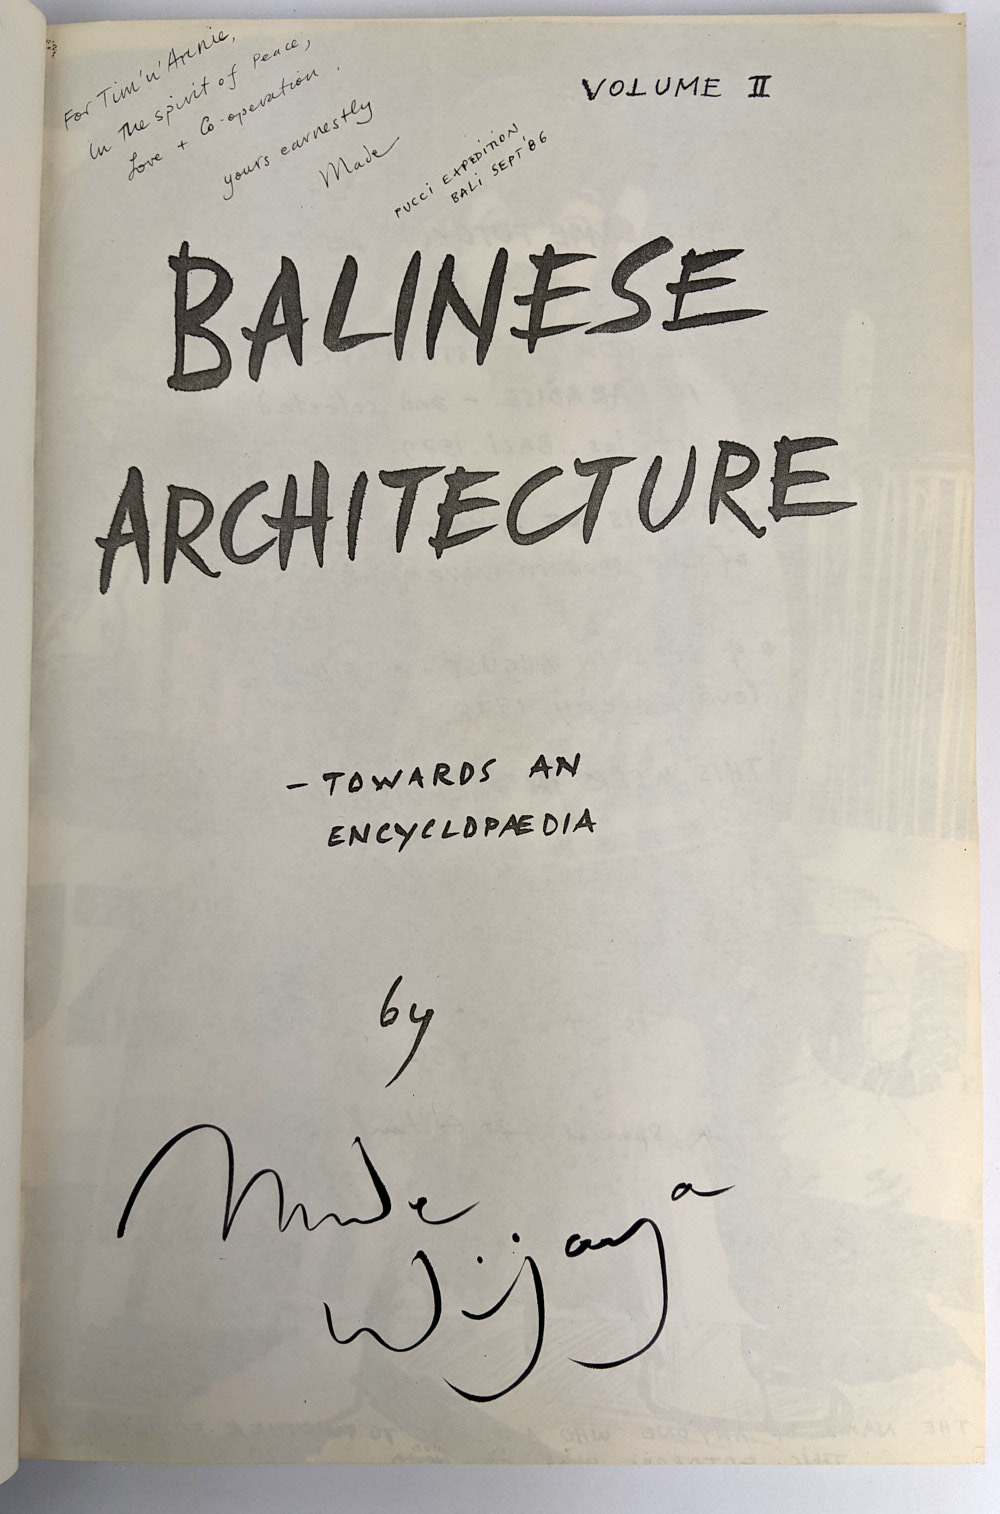 For Tim'n' Annie,
In the spirit of Peace,
Love + Co-operation.
yours earnestly
Made
PUCCI EXPEDITION
BALI SEPT '86
VOLUME II
BALINESE
ARCHITECTURE
– TOWARDS AN
ENCYCLOPÆDIA
by
Made
Wijaya